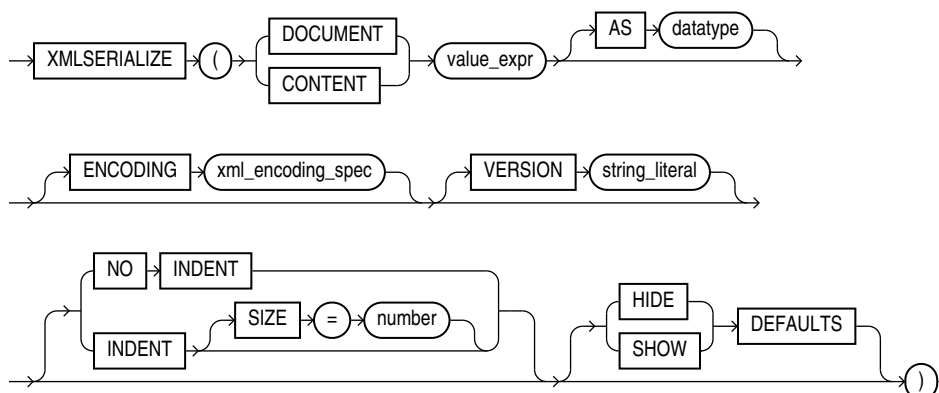 DOCUMENT
AS datatype
XMLSERIALIZE ( value_expr
CONTENT
ENCODING xml_encoding_spec VERSION string_literal
NO INDENT
HIDE
SIZE = number
DEFAULTS
INDENT
SHOW
)